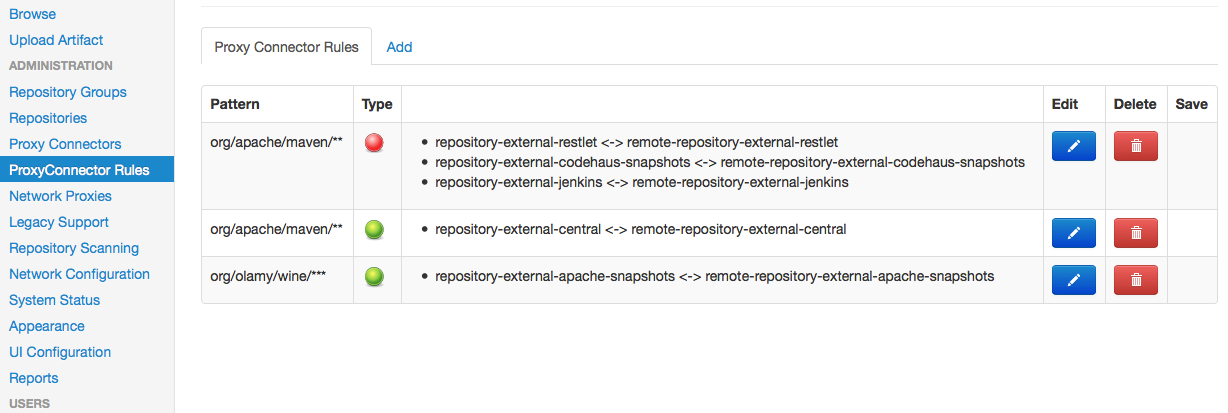 Browse
Upload Artifact
ADMINISTRATION
Repository Groups
Repositories
Proxy Connectors
ProxyConnector Rules
Network Proxies
Legacy Support
Repository Scanning
Network Configuration
System Status
Appearance
UI Configuration
Reports
USERS
Proxy Connector Rules Add
Pattern Type Edit Delete Save
org/apache/maven/**
• repository-external-restlet <-> remote-repository-external-restlet
• repository-external-codehaus-snapshots <-> remote-repository-external-codehaus-snapshots
• repository-external-jenkins <-> remote-repository-external-jenkins
org/apache/maven/** • repository-external-central <-> remote-repository-external-central
org/olamy/wine/*** • repository-external-apache-snapshots <-> remote-repository-external-apache-snapshots